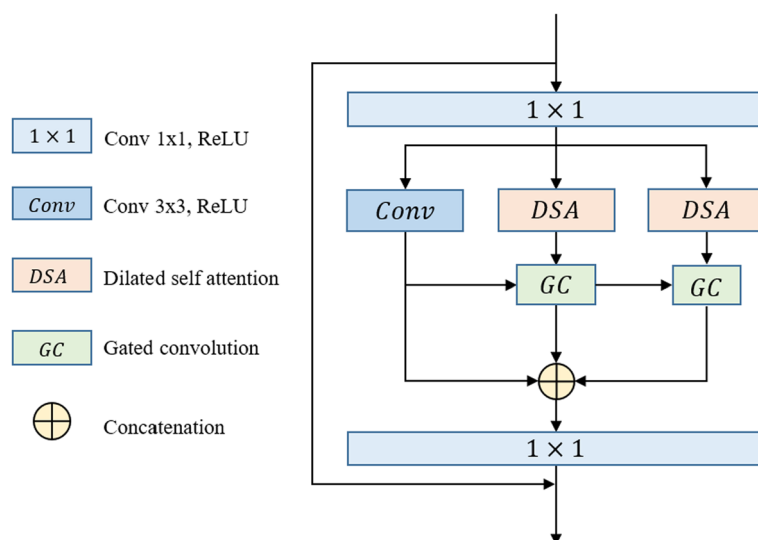 1 × 1 Conv 1x1, ReLU
Conv Conv 3x3, ReLU
DSA Dilated self attention
GC Gated convolution
Concatenation
1 × 1
Conv DSA DSA
GC GC
1 × 1